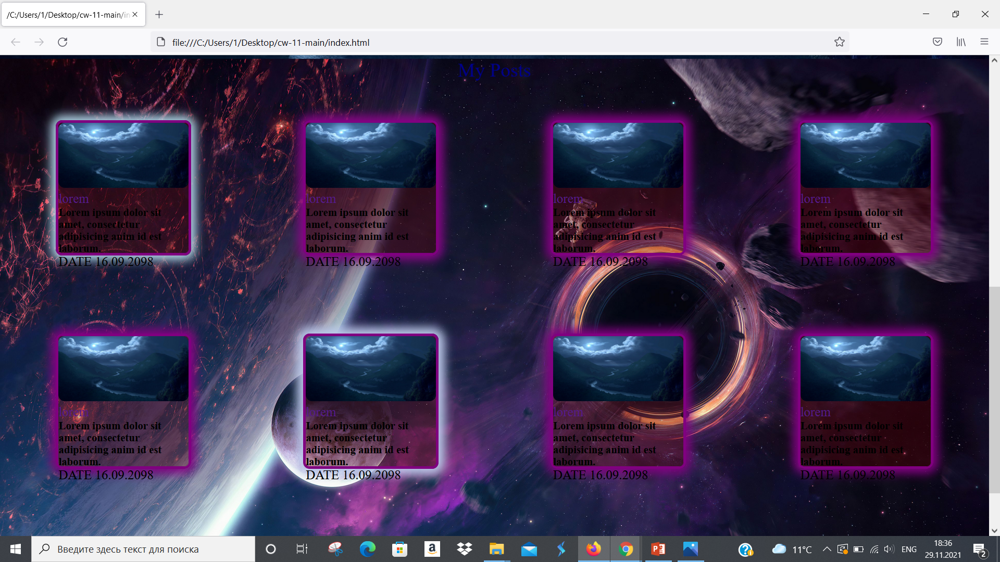 /C:/Users/1/Desktop/cw-11-main/in
file:///C:/Users/1/Desktop/cw-11-main/index.html
My Posts
lorem
Lorem ipsum dolor sit
amet, consectetur
adipisicing anim id est
laborum.
DATE 16.09.2098
lorem
Lorem ipsum dolor sit
amet, consectetur
adipisicing anim id est
laborum.
DATE 16.09.2098
lorem
Lorem ipsum dolor sit
amet, consectetur
adipisicing anim id est
laborum.
DATE 16.09.2098
lorem
Lorem ipsum dolor sit
amet, consectetur
adipisicing anim id est
laborum.
DATE 16.09.2098
lorem
Lorem ipsum dolor sit
amet, consectetur
adipisicing anim id est
laborum.
DATE 16.09.2098
lorem
Lorem ipsum dolor sit
amet, consectetur
adipisicing anim id est
laborum.
DATE 16.09.2098
lorem
Lorem ipsum dolor sit
amet, consectetur
adipisicing anim id est
laborum.
DATE 16.09.2098
lorem
Lorem ipsum dolor sit
amet, consectetur
adipisicing anim id est
laborum.
DATE 16.09.2098
Введите здесь текст для поиска
11°C
ENG
18:36
29.11.2021
2